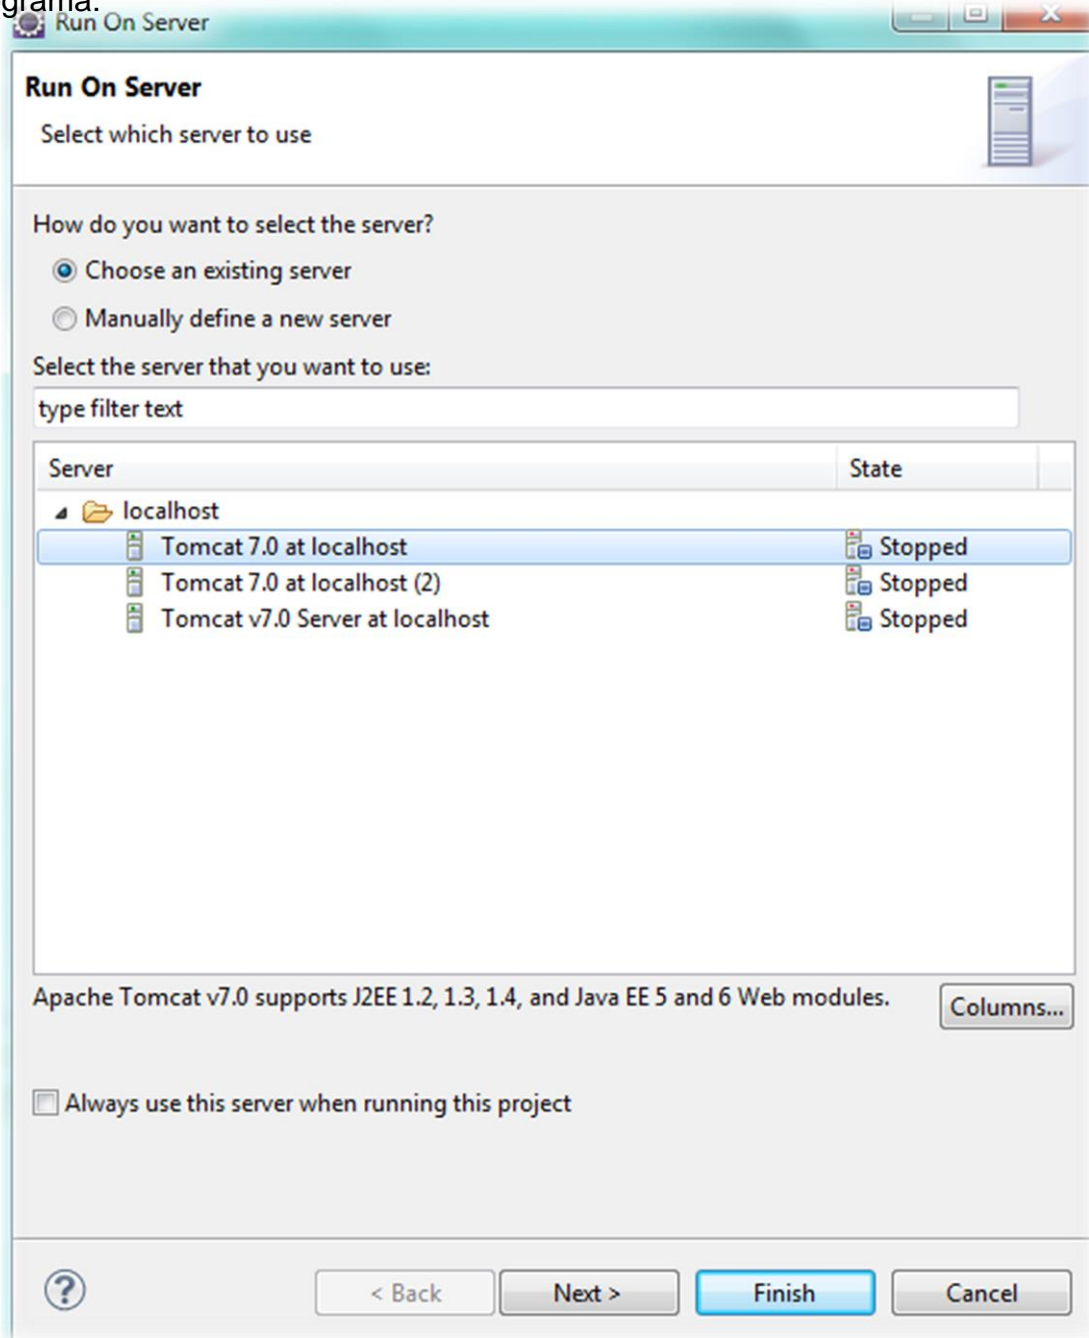 grama.
Run On Server
Run On Server
Select which server to use
How do you want to select the server?
Choose an existing server
Manually define a new server
Select the server that you want to use:
type filter text
Server State
localhost
Tomcat 7.0 at localhost Stopped
Tomcat 7.0 at localhost (2) Stopped
Tomcat v7.0 Server at localhost Stopped
Apache Tomcat v7.0 supports J2EE 1.2, 1.3, 1.4, and Java EE 5 and 6 Web modules. Columns...
Always use this server when running this project
? < Back Next > Finish Cancel